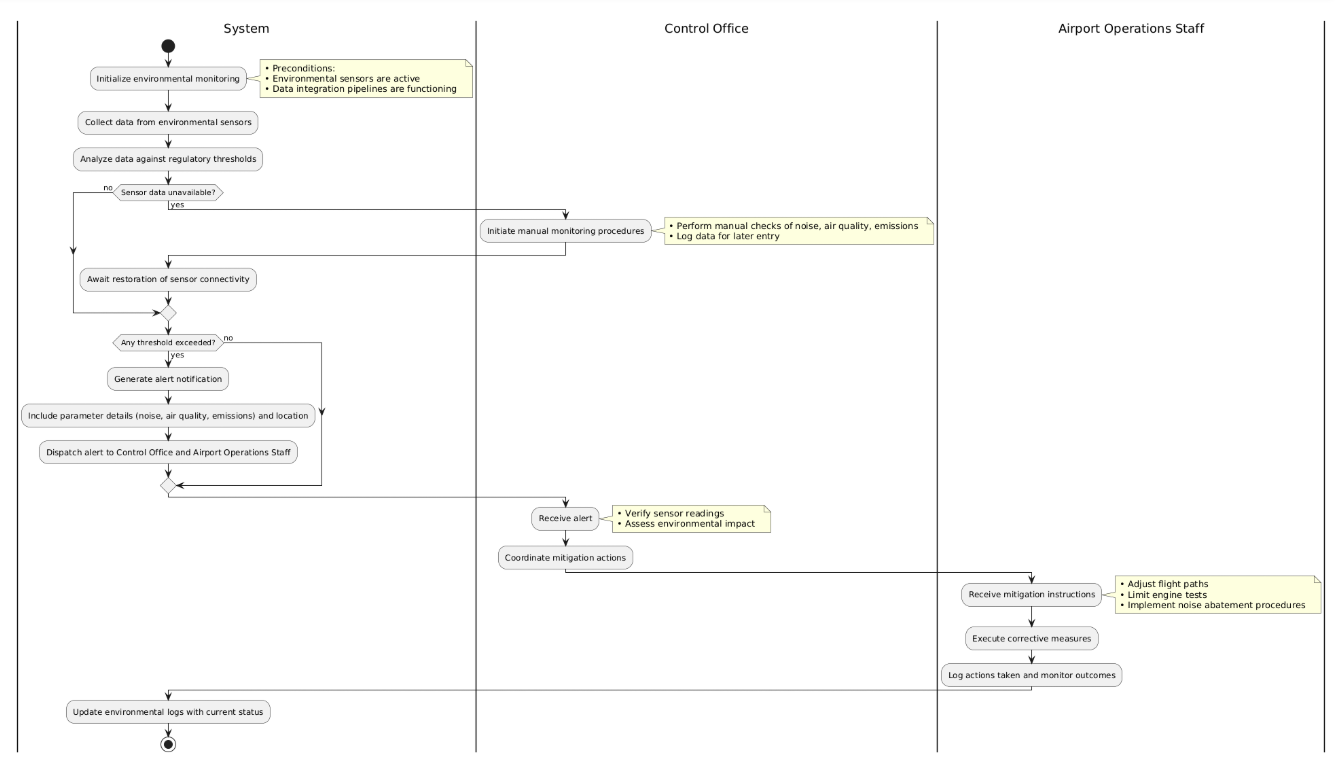 System
Control Office
Airport Operations Staff
Initialize environmental monitoring
• Preconditions:
• Environmental sensors are active
• Data integration pipelines are functioning
Collect data from environmental sensors
Analyze data against regulatory thresholds
no
Sensor data unavailable?
yes
Initiate manual monitoring procedures
• Perform manual checks of noise, air quality, emissions
• Log data for later entry
Await restoration of sensor connectivity
Any threshold exceeded?
no
yes
Generate alert notification
Include parameter details (noise, air quality, emissions) and location
Dispatch alert to Control Office and Airport Operations Staff
Receive alert
• Verify sensor readings
• Assess environmental impact
Coordinate mitigation actions
Receive mitigation instructions
• Adjust flight paths
• Limit engine tests
• Implement noise abatement procedures
Execute corrective measures
Log actions taken and monitor outcomes
Update environmental logs with current status